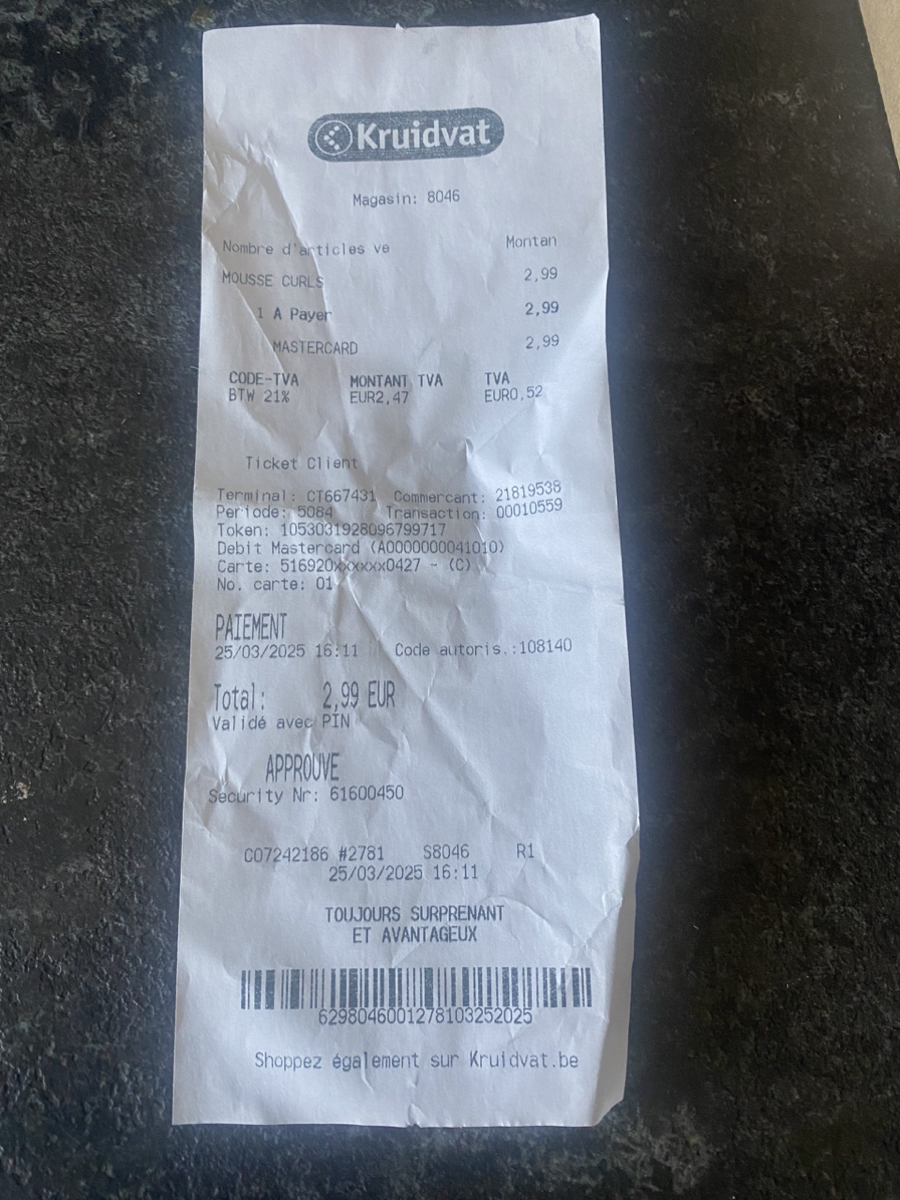 Kruidvat
Magasin: 8046
Nombre d'articles ve Montan
MOUSSE CURLS 2,99
1 A Payer 2,99
MASTERCARD 2,99
CODE-TVA MONTANT TVA TVA
BTW 21% EUR2,47 EUR0,52
Ticket Client
Terminal: CT667431 Commercant: 21819538
Periode: 5084 Transaction: 00010559
Token: 1053031928096799717
Debit Mastercard (A0000000041010)
Carte: 516920xxxxxx0427 - (C)
No. carte: 01
PAIEMENT
25/03/2025 16:11 Code autoris.:108140
Total: 2,99 EUR
Validé avec PIN
APPROUVE
Security Nr: 61600450
C07242186 #2781 S8046 R1
25/03/2025 16:11
TOUJOURS SURPRENANT
ET AVANTAGEUX
6298046001278103252025
Shoppez également sur Kruidvat.be